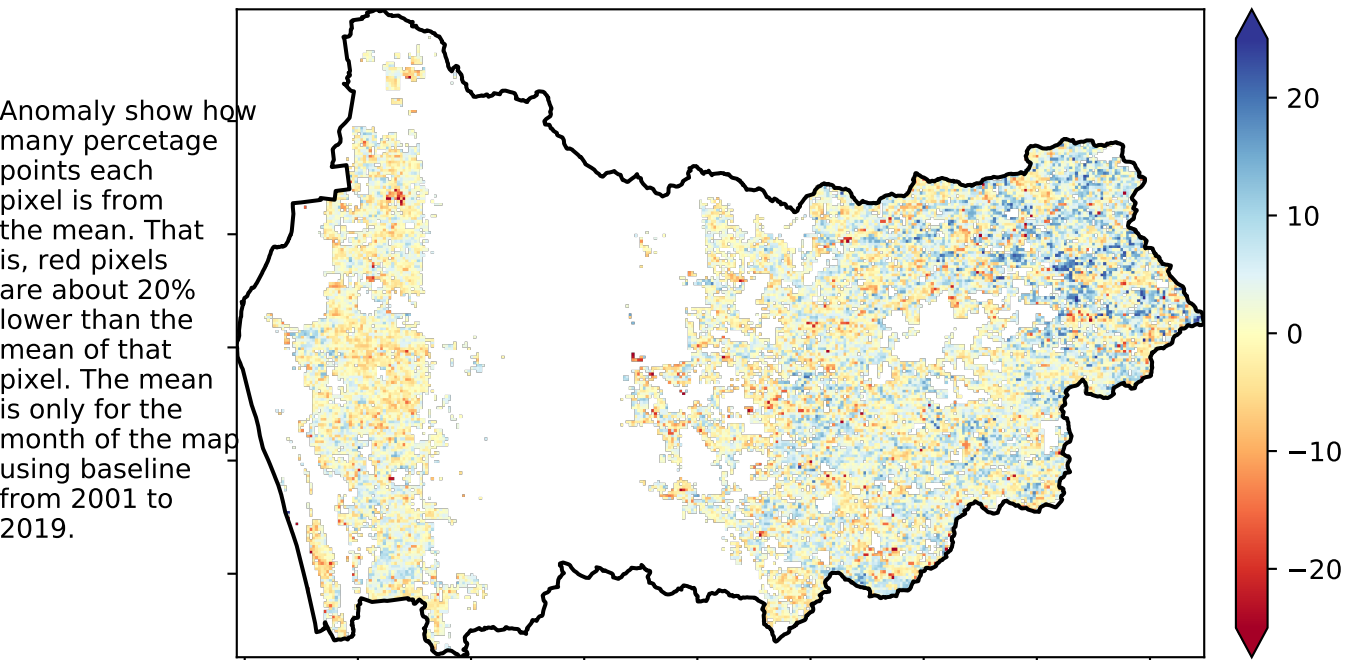 Anomaly show how
many percetage
points each
pixel is from
the mean. That
is, red pixels
are about 20%
lower than the
mean of that
pixel. The mean
is only for the
month of the map
using baseline
from 2001 to
2019.
20
10
0
−10
−20